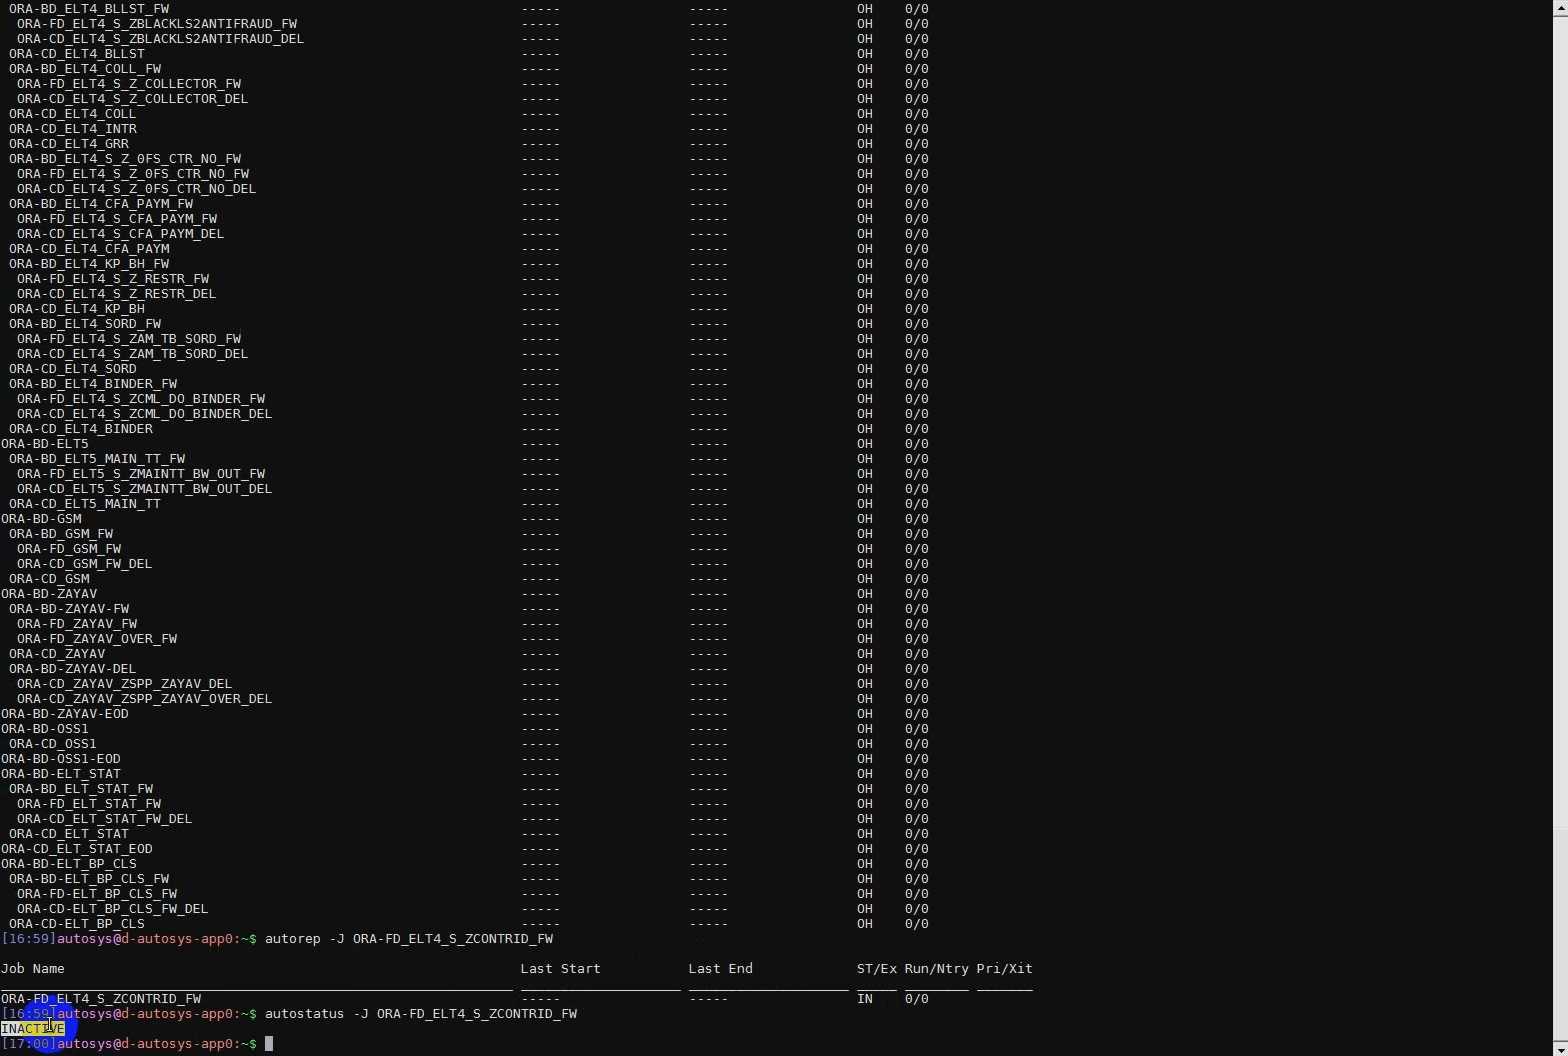 ORA-BD_ELT4_BLLST_FW ----- ----- OH 0/0
ORA-FD_ELT4_S_ZBLACKLS2ANTIFRAUD_FW ----- ----- OH 0/0
ORA-CD_ELT4_S_ZBLACKLS2ANTIFRAUD_DEL ----- ----- OH 0/0
ORA-CD_ELT4_BLLST ----- ----- OH 0/0
ORA-BD_ELT4_COLL_FW ----- ----- OH 0/0
ORA-FD_ELT4_S_Z_COLLECTOR_FW ----- ----- OH 0/0
ORA-CD_ELT4_S_Z_COLLECTOR_DEL ----- ----- OH 0/0
ORA-CD_ELT4_COLL ----- ----- OH 0/0
ORA-CD_ELT4_INTR ----- ----- OH 0/0
ORA-CD_ELT4_GRR ----- ----- OH 0/0
ORA-BD_ELT4_S_Z_0FS_CTR_NO_FW ----- ----- OH 0/0
ORA-FD_ELT4_S_Z_0FS_CTR_NO_FW ----- ----- OH 0/0
ORA-CD_ELT4_S_Z_0FS_CTR_NO_DEL ----- ----- OH 0/0
ORA-BD_ELT4_CFA_PAYM_FW ----- ----- OH 0/0
ORA-FD_ELT4_S_CFA_PAYM_FW ----- ----- OH 0/0
ORA-CD_ELT4_S_CFA_PAYM_DEL ----- ----- OH 0/0
ORA-CD_ELT4_CFA_PAYM ----- ----- OH 0/0
ORA-BD_ELT4_KP_BH_FW ----- ----- OH 0/0
ORA-FD_ELT4_S_Z_RESTR_FW ----- ----- OH 0/0
ORA-CD_ELT4_S_Z_RESTR_DEL ----- ----- OH 0/0
ORA-CD_ELT4_KP_BH ----- ----- OH 0/0
ORA-BD_ELT4_SORD_FW ----- ----- OH 0/0
ORA-FD_ELT4_S_ZAM_TB_SORD_FW ----- ----- OH 0/0
ORA-CD_ELT4_S_ZAM_TB_SORD_DEL ----- ----- OH 0/0
ORA-CD_ELT4_SORD ----- ----- OH 0/0
ORA-BD_ELT4_BINDER_FW ----- ----- OH 0/0
ORA-FD_ELT4_S_ZCML_DO_BINDER_FW ----- ----- OH 0/0
ORA-CD_ELT4_S_ZCML_DO_BINDER_DEL ----- ----- OH 0/0
ORA-CD_ELT4_BINDER ----- ----- OH 0/0
ORA-BD-ELT5 ----- ----- OH 0/0
ORA-BD_ELT5_MAIN_TT_FW ----- ----- OH 0/0
ORA-FD_ELT5_S_ZMAINTT_BW_OUT_FW ----- ----- OH 0/0
ORA-CD_ELT5_S_ZMAINTT_BW_OUT_DEL ----- ----- OH 0/0
ORA-CD_ELT5_MAIN_TT ----- ----- OH 0/0
ORA-BD-GSM ----- ----- OH 0/0
ORA-BD_GSM_FW ----- ----- OH 0/0
ORA-FD_GSM_FW ----- ----- OH 0/0
ORA-CD_GSM_FW_DEL ----- ----- OH 0/0
ORA-CD_GSM ----- ----- OH 0/0
ORA-BD-ZAYAV ----- ----- OH 0/0
ORA-BD-ZAYAV-FW ----- ----- OH 0/0
ORA-FD_ZAYAV_FW ----- ----- OH 0/0
ORA-FD_ZAYAV_OVER_FW ----- ----- OH 0/0
ORA-CD_ZAYAV ----- ----- OH 0/0
ORA-BD-ZAYAV-DEL ----- ----- OH 0/0
ORA-CD_ZAYAV_ZSPP_ZAYAV_DEL ----- ----- OH 0/0
ORA-CD_ZAYAV_ZSPP_ZAYAV_OVER_DEL ----- ----- OH 0/0
ORA-BD-ZAYAV-EOD ----- ----- OH 0/0
ORA-BD-OSS1 ----- ----- OH 0/0
ORA-CD_OSS1 ----- ----- OH 0/0
ORA-BD-OSS1-EOD ----- ----- OH 0/0
ORA-BD-ELT_STAT ----- ----- OH 0/0
ORA-BD_ELT_STAT_FW ----- ----- OH 0/0
ORA-FD_ELT_STAT_FW ----- ----- OH 0/0
ORA-CD_ELT_STAT_FW_DEL ----- ----- OH 0/0
ORA-CD_ELT_STAT ----- ----- OH 0/0
ORA-CD_ELT_STAT_EOD ----- ----- OH 0/0
ORA-BD-ELT_BP_CLS ----- ----- OH 0/0
ORA-BD-ELT_BP_CLS_FW ----- ----- OH 0/0
ORA-FD-ELT_BP_CLS_FW ----- ----- OH 0/0
ORA-CD-ELT_BP_CLS_FW_DEL ----- ----- OH 0/0
ORA-CD-ELT_BP_CLS ----- ----- OH 0/0
[16:59]autosys@d-autosys-app0:~$ autorep -J ORA-FD_ELT4_S_ZCONTRID_FW
Job Name Last Start Last End ST/Ex Run/Ntry Pri/Xit
ORA-FD_ELT4_S_ZCONTRID_FW ----- ----- IN 0/0
[16:59]autosys@d-autosys-app0:~$ autostatus -J ORA-FD_ELT4_S_ZCONTRID_FW
INACTIVE
[17:00]autosys@d-autosys-app0:~$